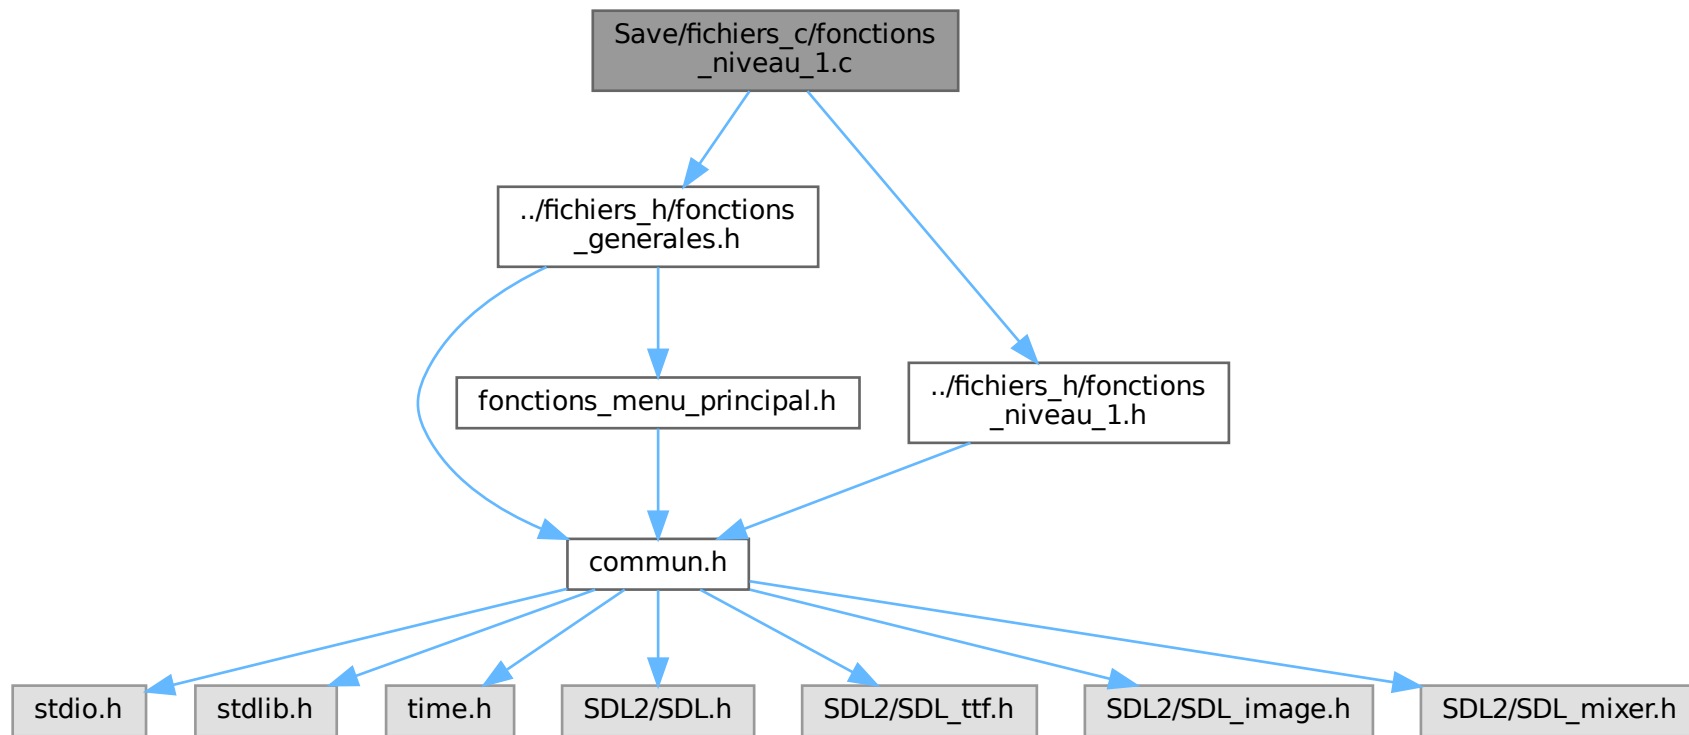 Save/fichiers_c/fonctions
_niveau_1.c
../fichiers_h/fonctions
_generales.h
fonctions_menu_principal.h
../fichiers_h/fonctions
_niveau_1.h
commun.h
stdio.h
stdlib.h
time.h
SDL2/SDL.h
SDL2/SDL_ttf.h
SDL2/SDL_image.h
SDL2/SDL_mixer.h